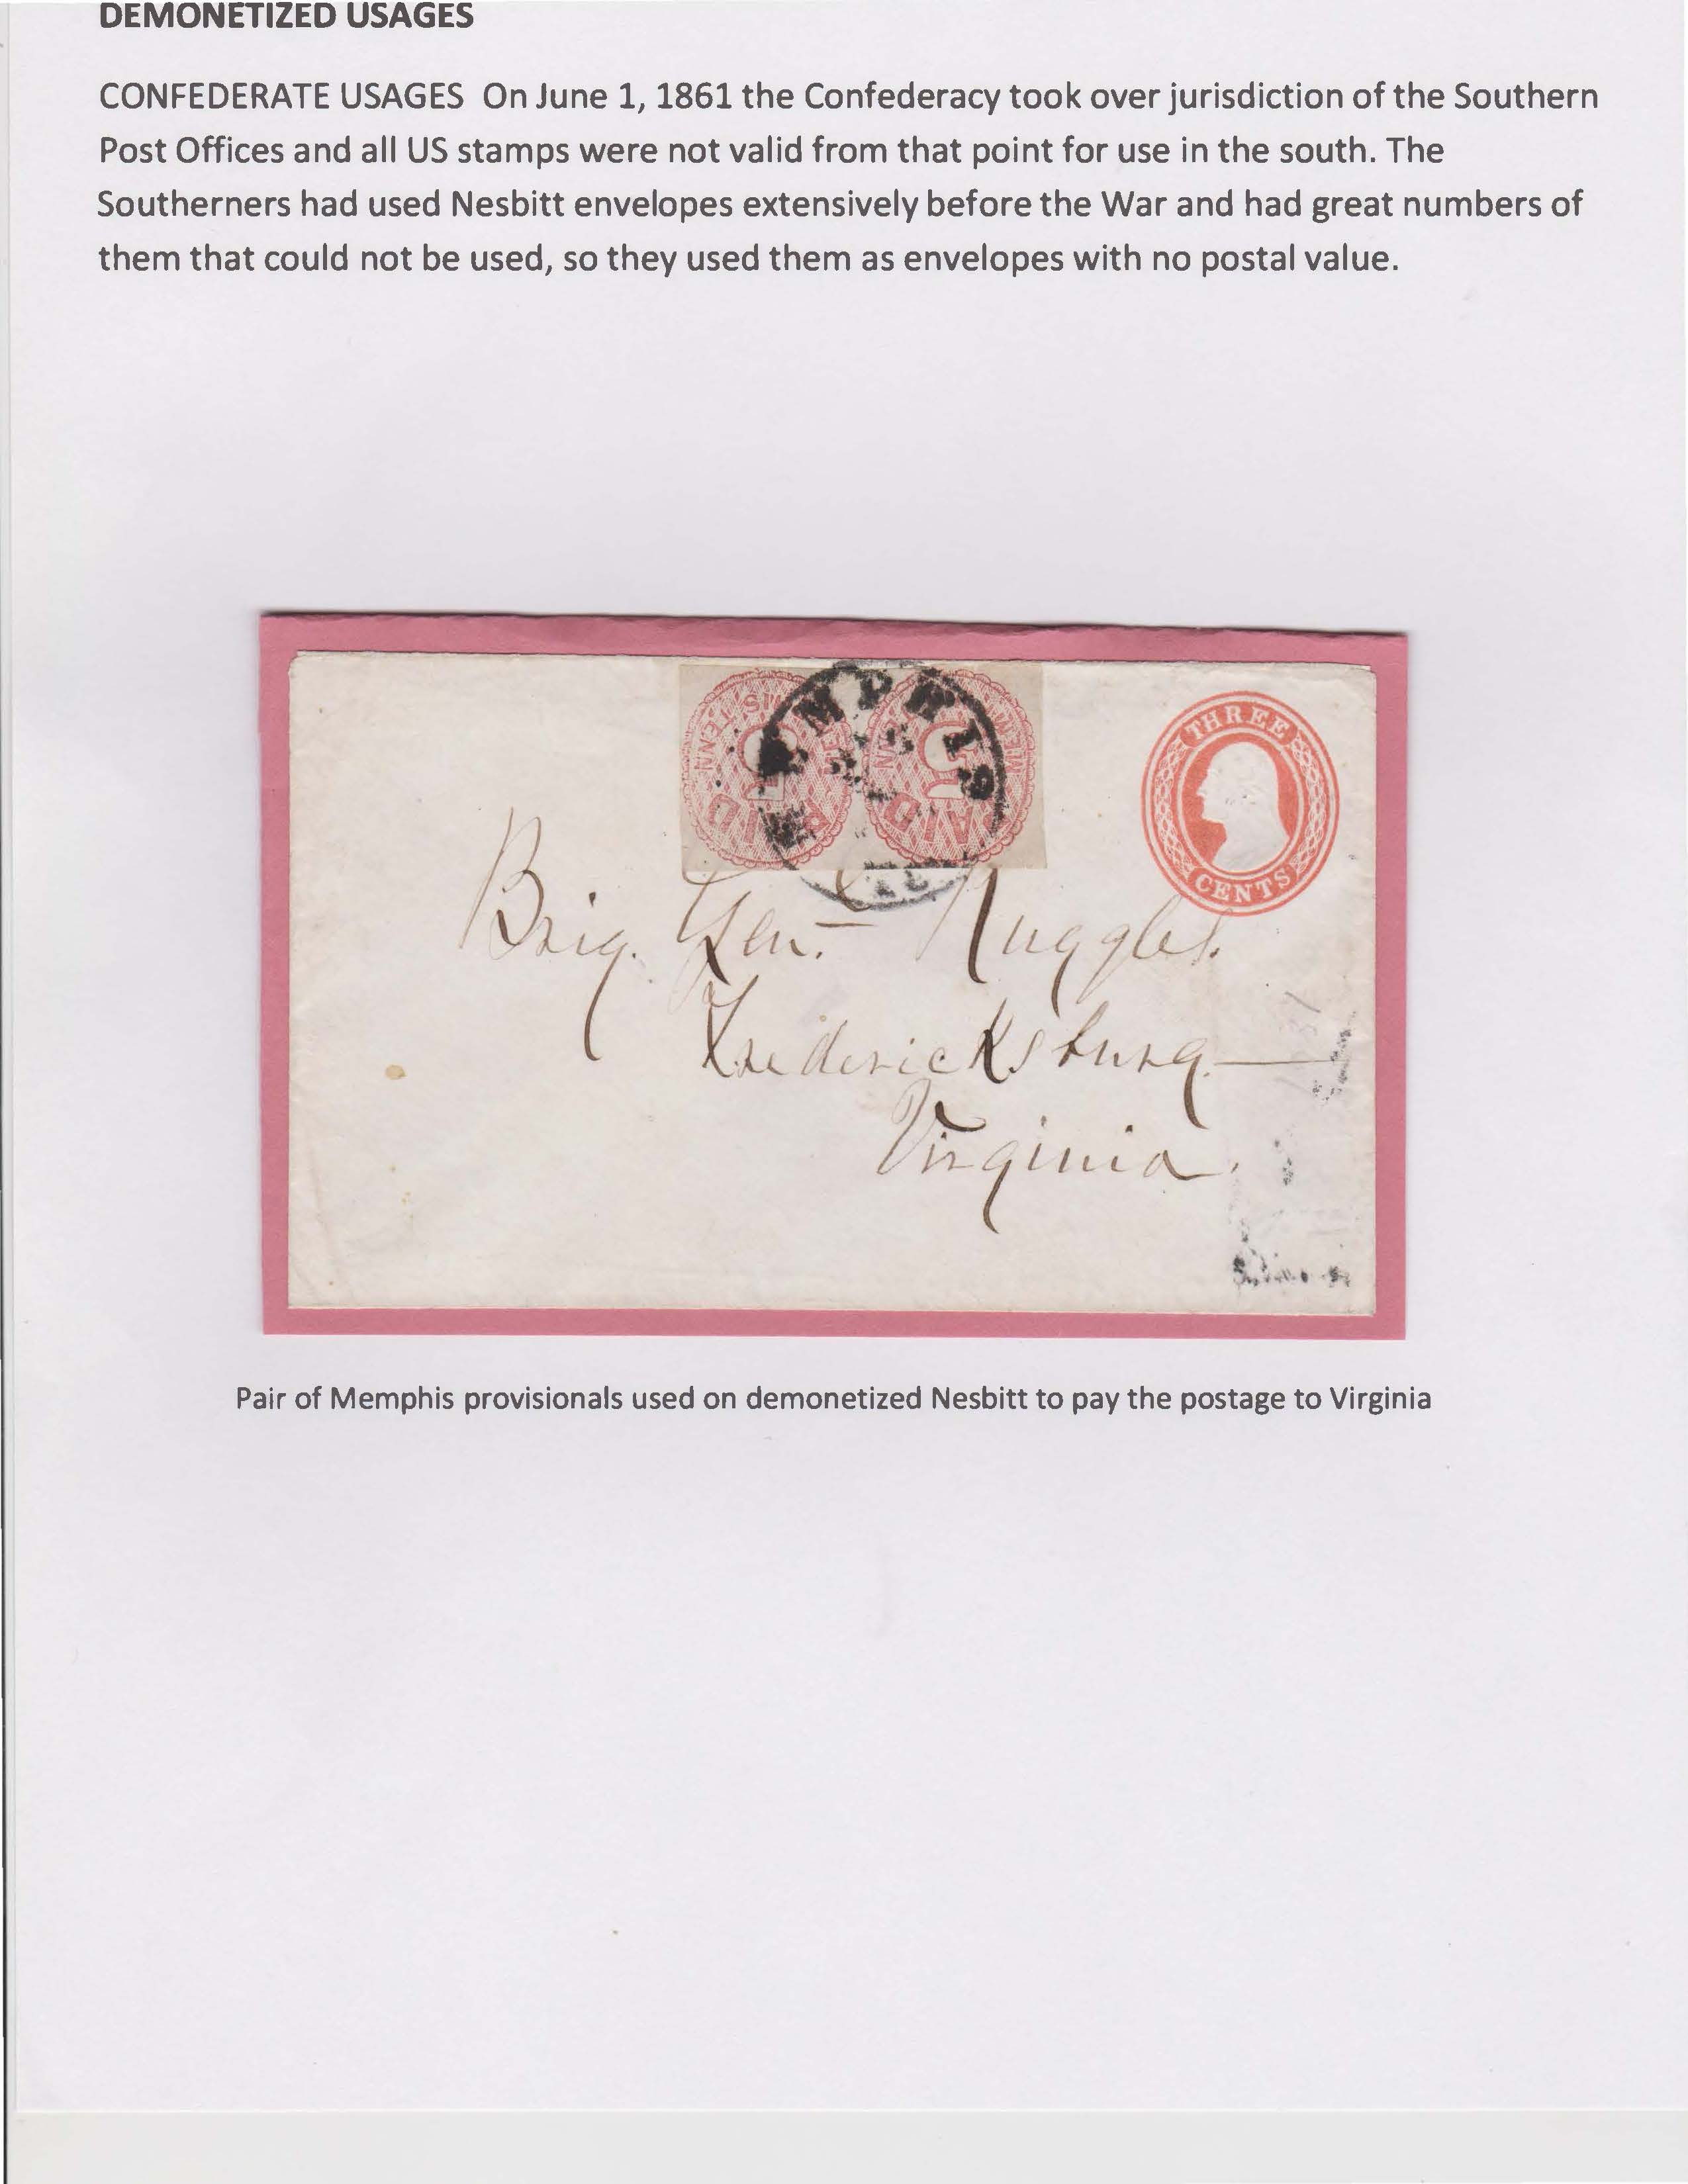 DEMONETIZED USAGES
CONFEDERATE USAGES On June 1, 1861 the Confederacy took over jurisdiction of the Southern
Post Offices and all US stamps were not valid from that point for use in the south. The
Southerners had used Nesbitt envelopes extensively before the War and had great numbers of
them that could not be used, so they used them as envelopes with no postal value.
MEMPHIS
PAID
5
5
THREE
CENTS
Brig. Gen. Ruggles.
Fredericksburg
Virginia.
Pair of Memphis provisionals used on demonetized Nesbitt to pay the postage to Virginia